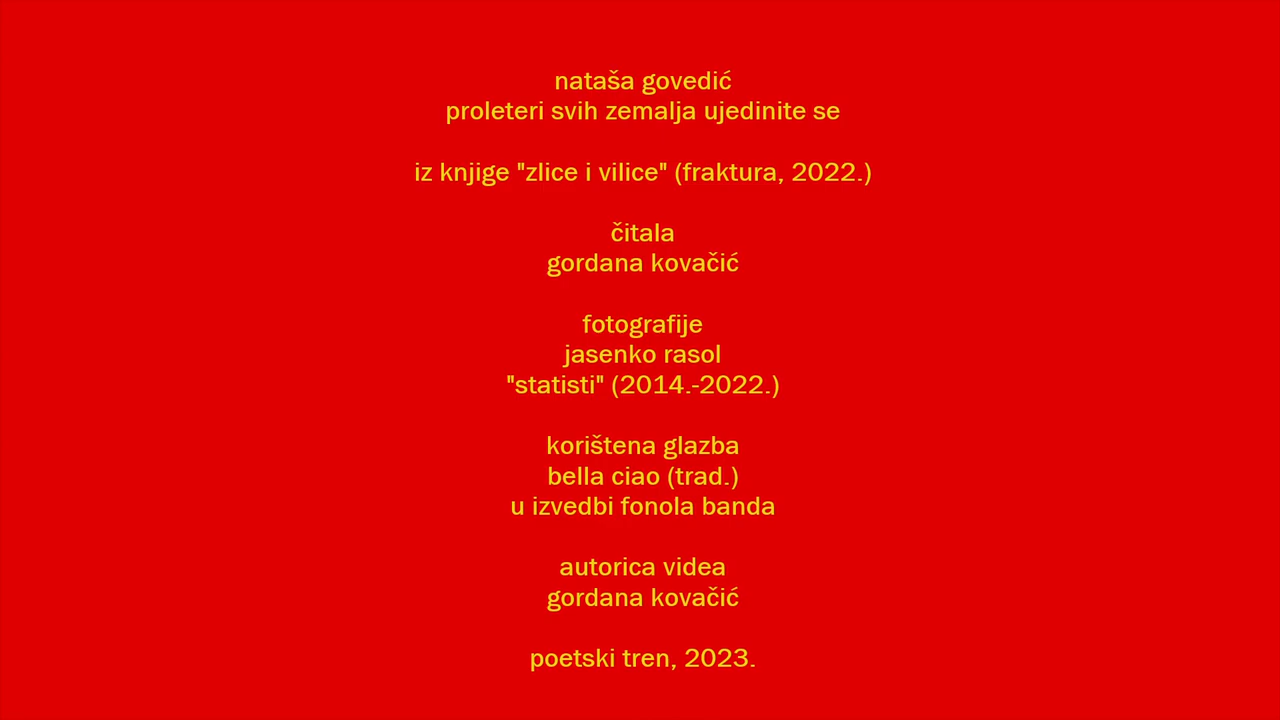 nataša govedić
proleteri svih zemalja ujedinite se
iz knjige "zlice i vilice" (fraktura, 2022.)
čitala
gordana kovačić
fotografije
jasenko rasol
"statisti" (2014.-2022.)
korištena glazba
bella ciao (trad.)
u izvedbi fonola banda
autorica videa
gordana kovačić
poetski tren, 2023.